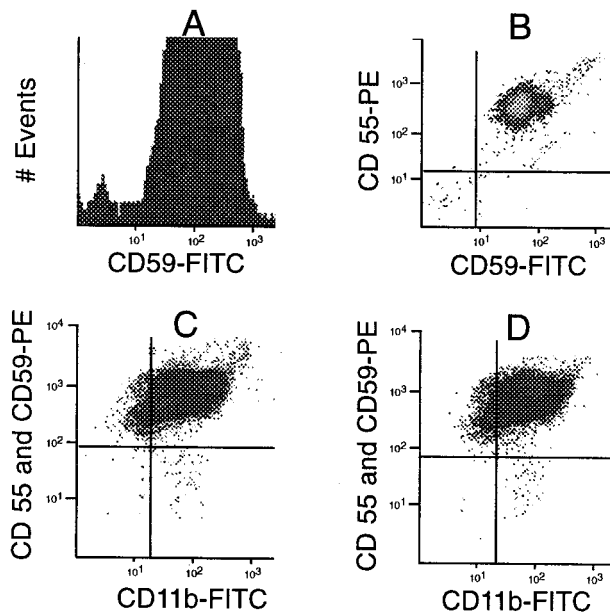 A
# Events
10¹ 10² 10³
CD59-FITC
B
CD 55-PE
10³
10²
10¹
10¹ 10² 10³
CD59-FITC
C
CD 55 and CD59-PE
10⁴
10³
10²
10¹
10¹ 10² 10³
CD11b-FITC
D
CD 55 and CD59-PE
10⁴
10³
10²
10¹
10¹ 10² 10³
CD11b-FITC